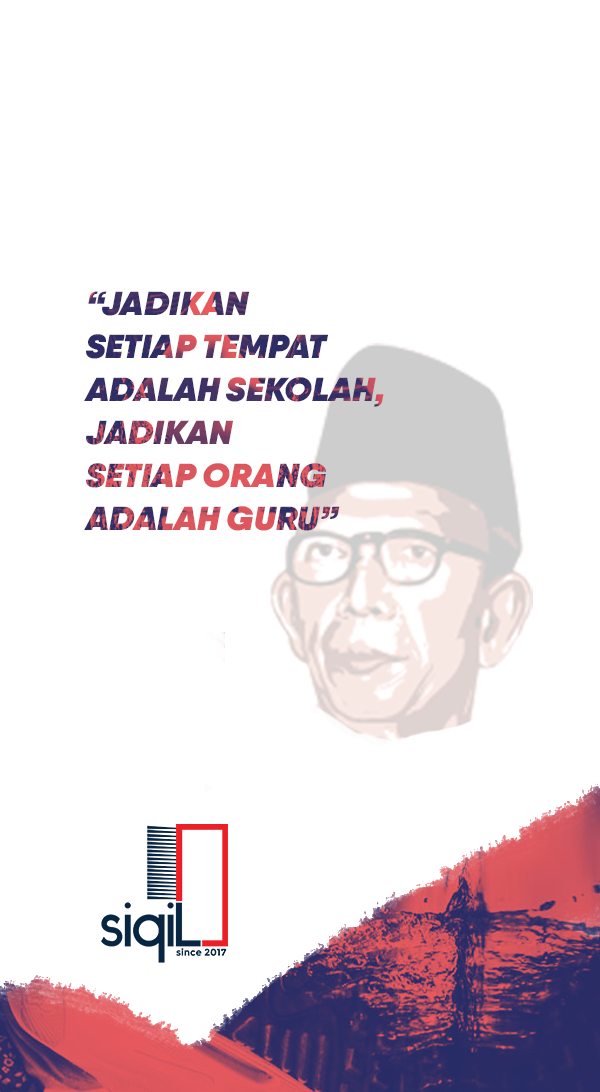 “JADIKAN
SETIAP TEMPAT
ADALAH SEKOLAH,
JADIKAN
SETIAP ORANG
ADALAH GURU”
siqiL
since 2017